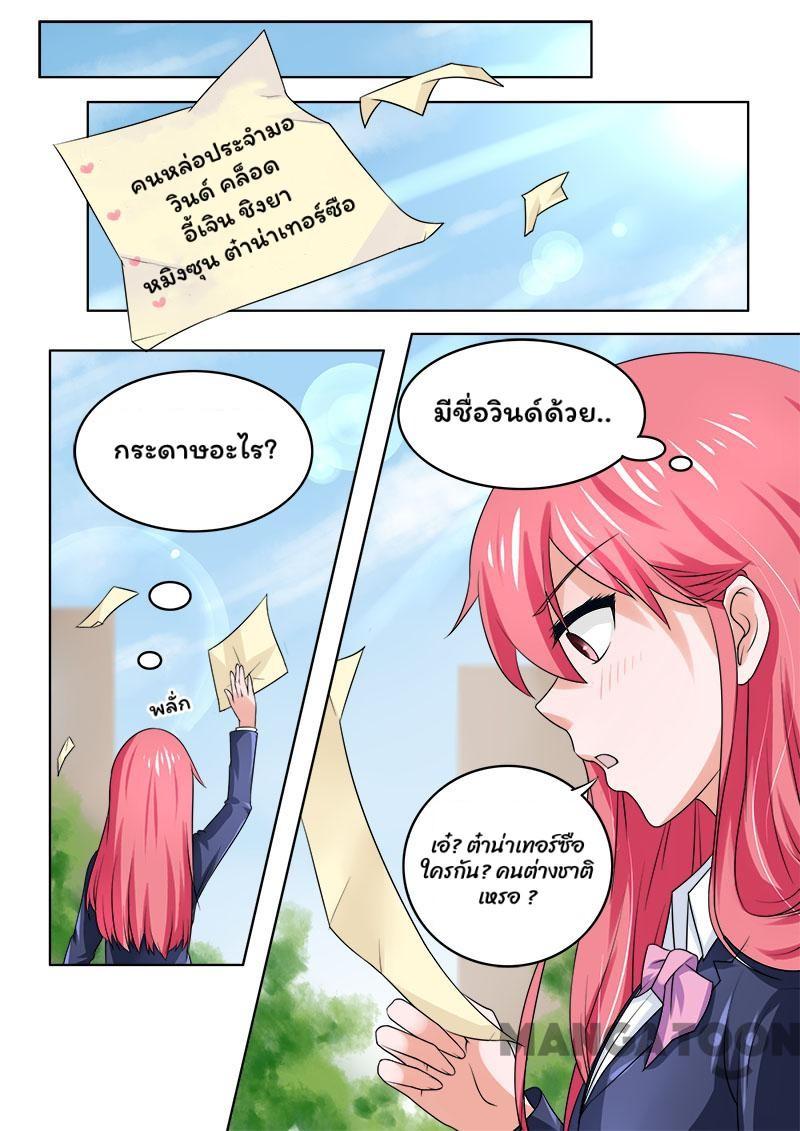 คนหล่อประจำมอ
วินด์ คล็อด
อี้เจิน ชิงยา
หมิงซุน ต๋าน่าเทอร์ซือ
กระดาษอะไร?
มีชื่อวินด์ด้วย..
พลั่ก
เอ๋? ต๋าน่าเทอร์ซือ
ใครกัน? คนต่างชาติ
เหรอ ?
MANGATOON